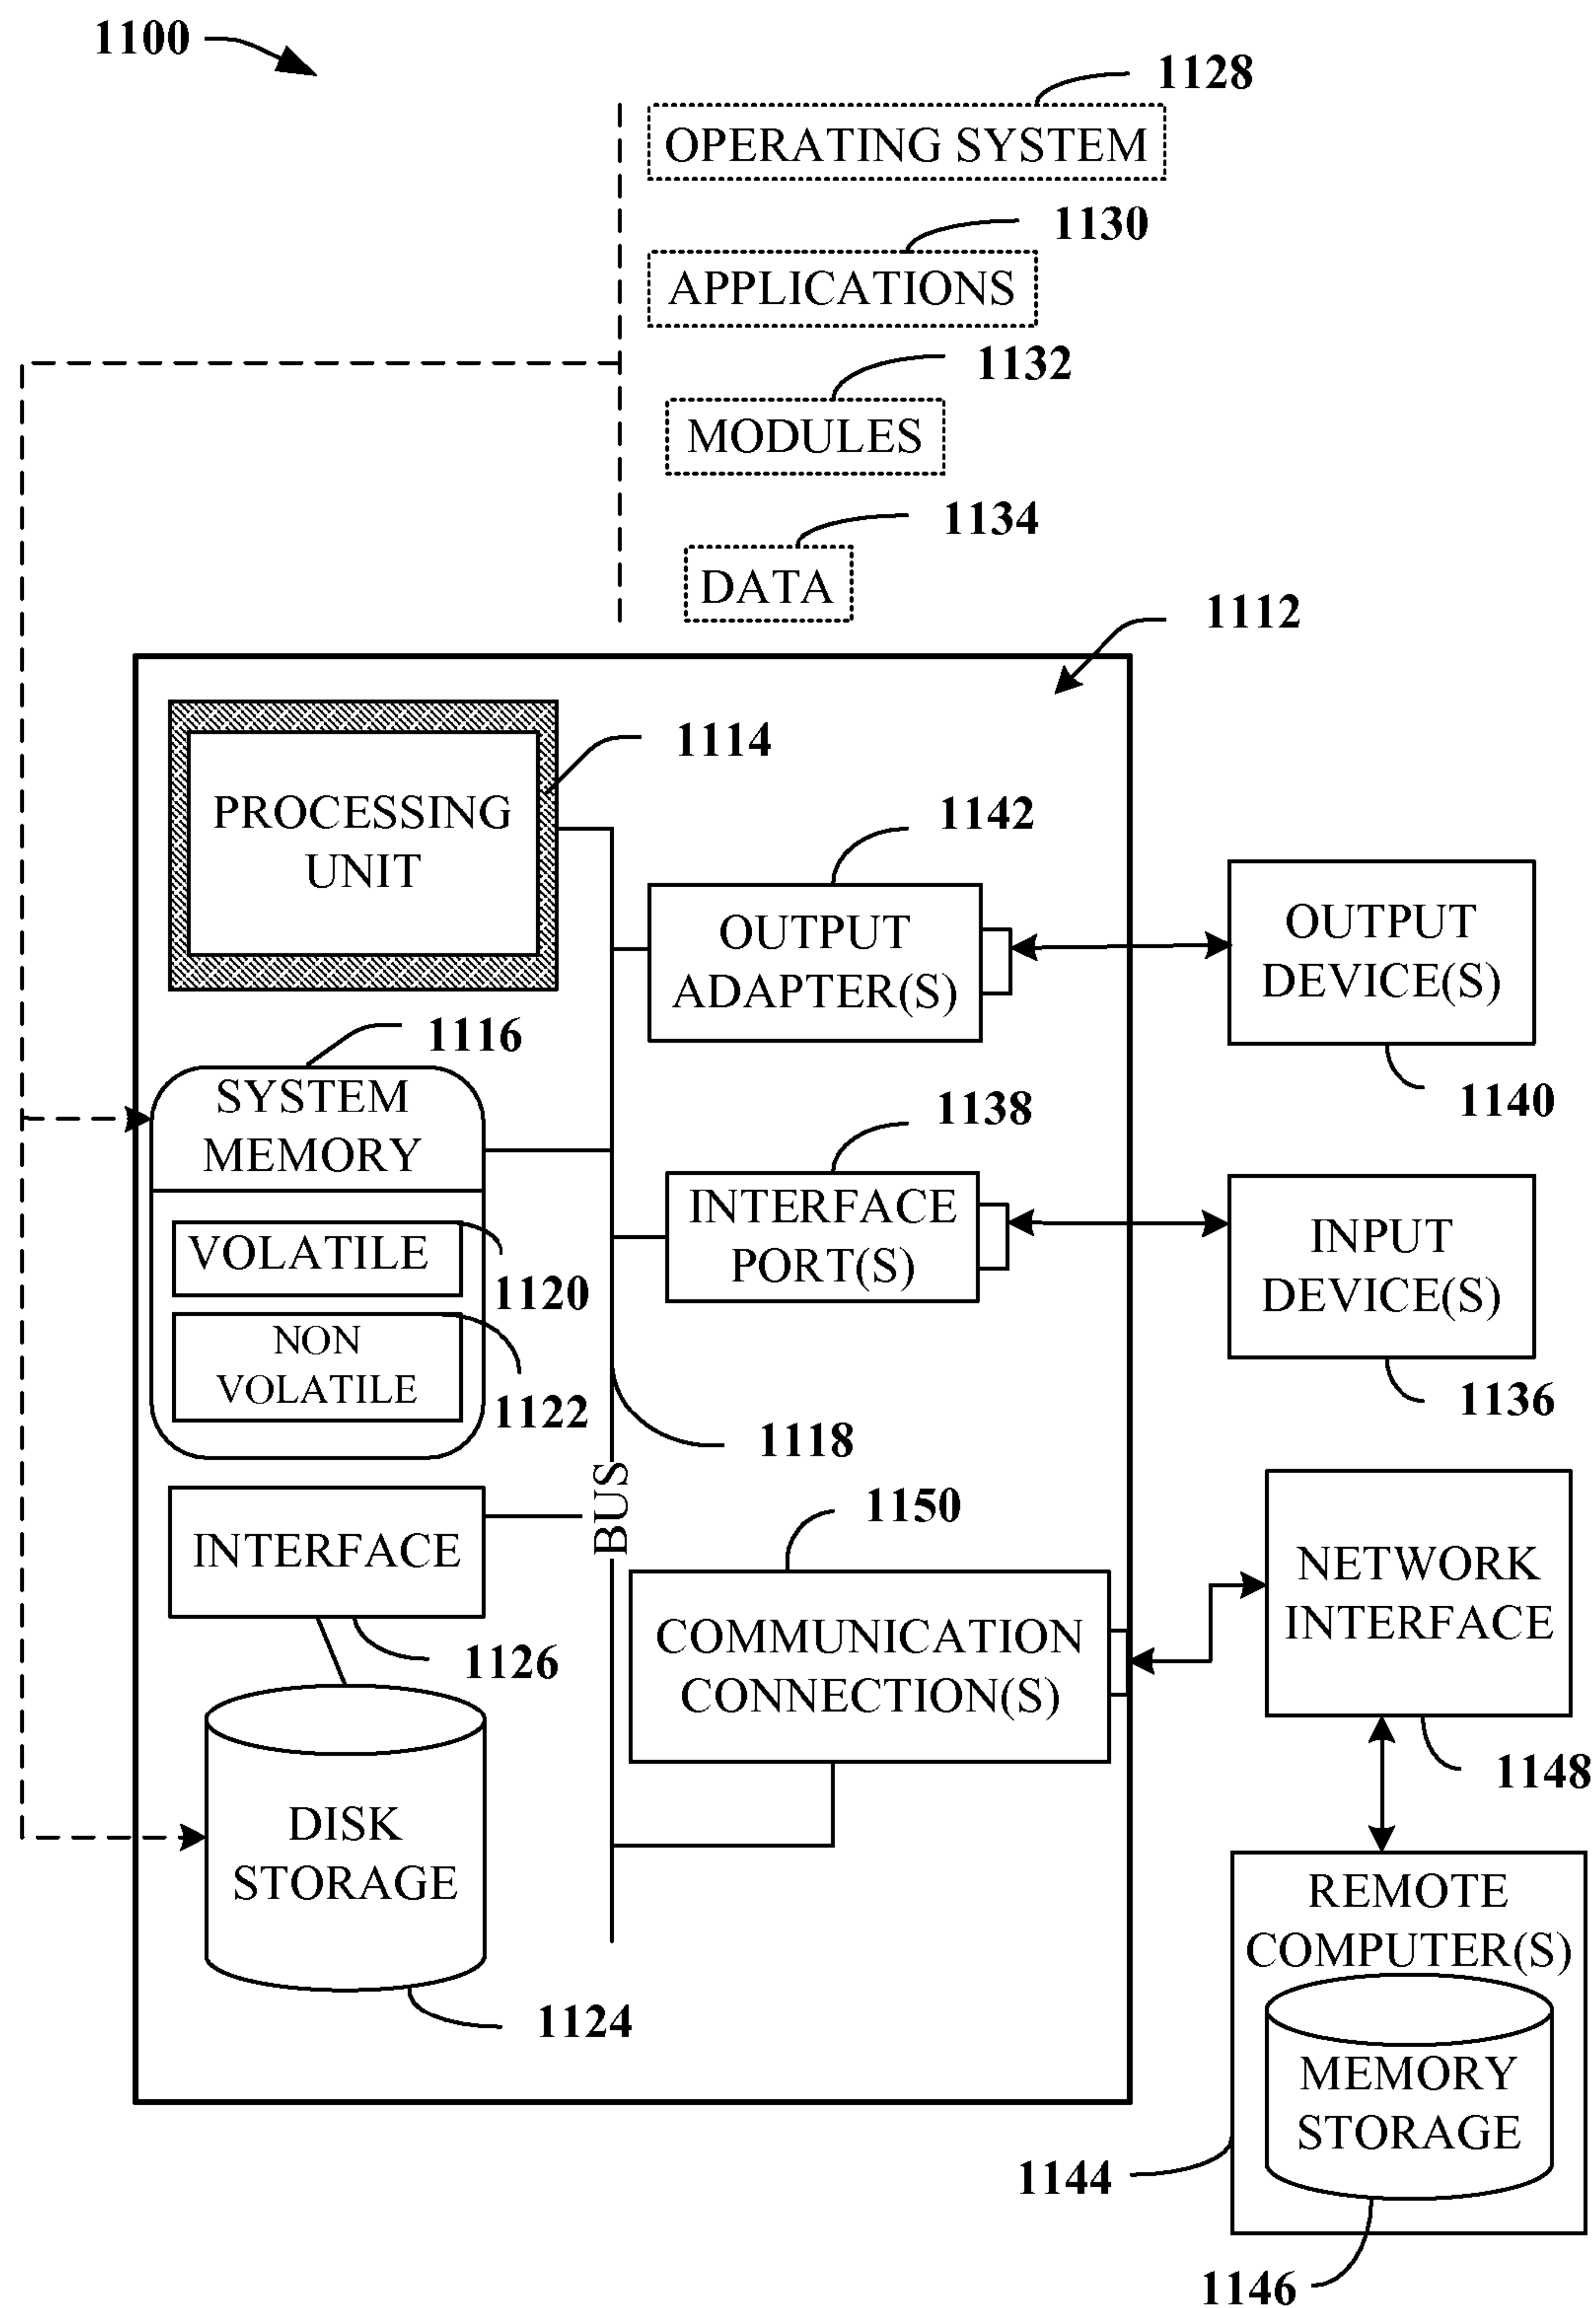 1100
1128
OPERATING SYSTEM
1130
APPLICATIONS
1132
MODULES
1134
DATA
1112
1114
PROCESSING
UNIT
1142
OUTPUT
ADAPTER(S)
OUTPUT
DEVICE(S)
1140
1116
SYSTEM
MEMORY
1138
INTERFACE
PORT(S)
INPUT
DEVICE(S)
1136
VOLATILE
1120
NON
VOLATILE
1122
1118
BUS
1150
INTERFACE
1126
COMMUNICATION
CONNECTION(S)
NETWORK
INTERFACE
1148
DISK
STORAGE
1124
REMOTE
COMPUTER(S)
MEMORY
STORAGE
1144
1146